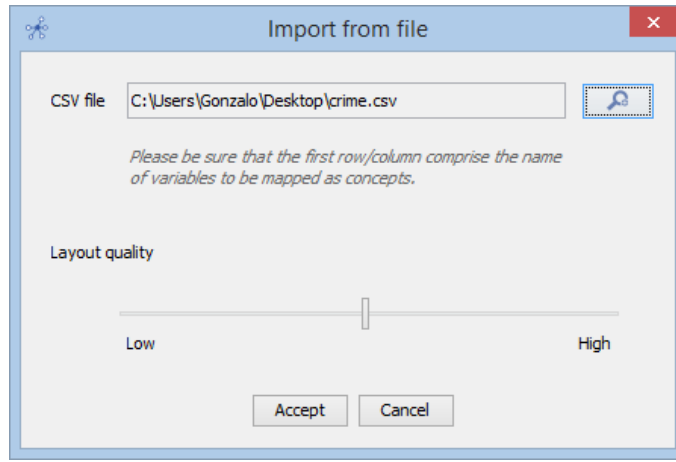 Import from file
CSV file
C:\Users\Gonzalo\Desktop\crime.csv
Please be sure that the first row/column comprise the name
of variables to be mapped as concepts.
Layout quality
Low
High
Accept
Cancel